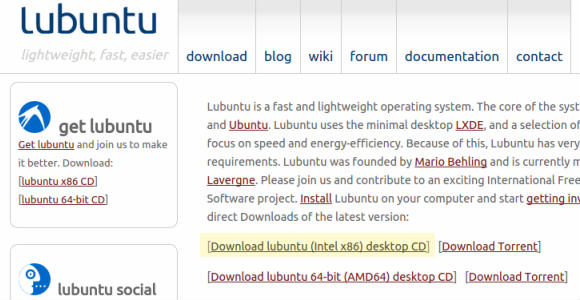 lubuntu
lightweight, fast, easier
download
blog
wiki
forum
documentation
contact
get lubuntu
Get lubuntu and join us to make
it better. Download:
[lubuntu x86 CD]
[lubuntu 64-bit CD]
lubuntu social
Lubuntu is a fast and lightweight operating system. The core of the
and Ubuntu. Lubuntu uses the minimal desktop LXDE, and a selection of
focus on speed and energy-efficiency. Because of this, Lubuntu has very
requirements. Lubuntu was founded by Mario Behling and is currently
Lavergne. Please join us and contribute to an exciting International
Software project. Install Lubuntu on your computer and start getting
direct Downloads of the latest version:
[Download lubuntu (Intel x86) desktop CD] [Download Torrent]
[Download lubuntu 64-bit (AMD64) desktop CD] [Download Torrent]